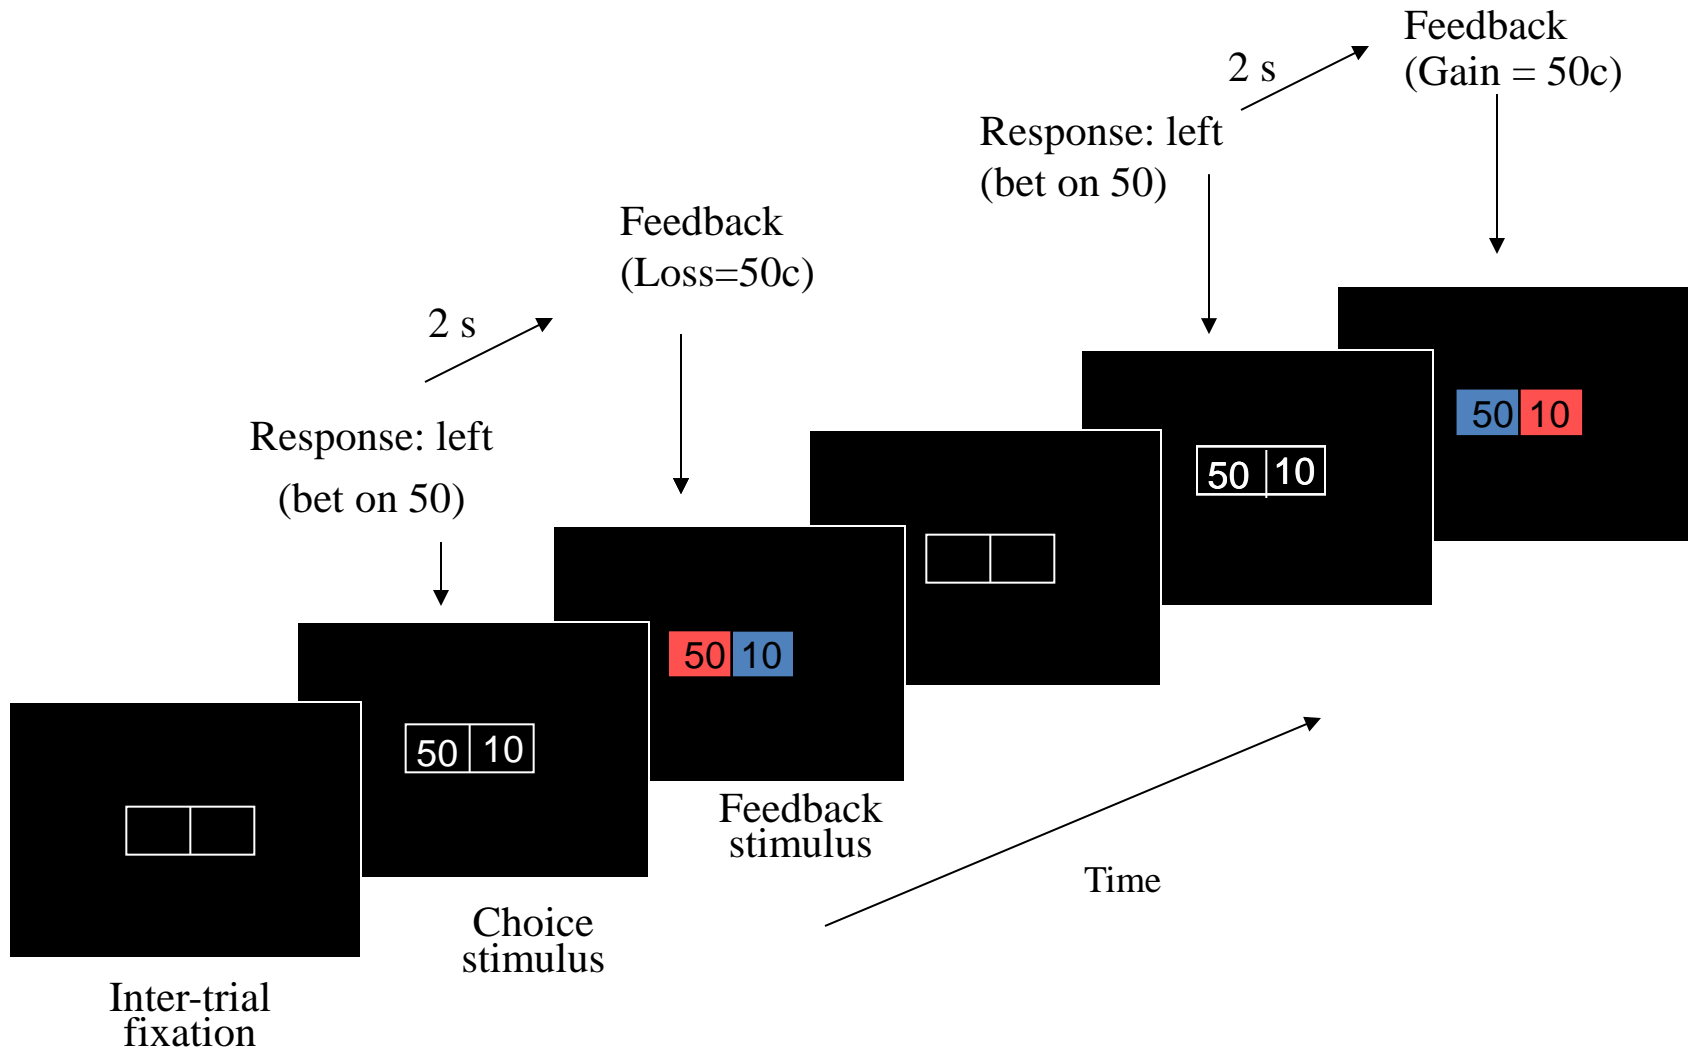 Feedback
(Gain = 50c)
2 s
Response: left
(bet on 50)
Feedback
(Loss=50c)
2 s
Response: left
(bet on 50)
50 10
50 10
50 10
50 10
Feedback
stimulus
Time
Choice
stimulus
Inter-trial
fixation